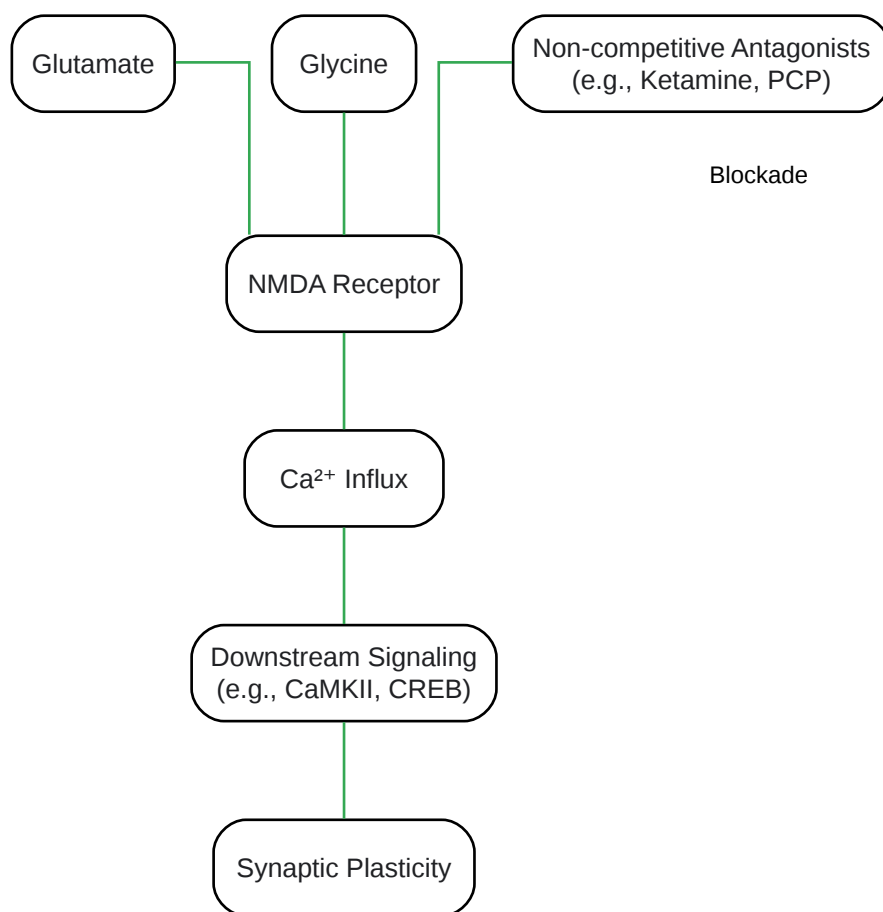 Glutamate
Glycine
Non-competitive Antagonists
(e.g., Ketamine, PCP)
Blockade
NMDA Receptor
Ca²⁺ Influx
Downstream Signaling
(e.g., CaMKII, CREB)
Synaptic Plasticity